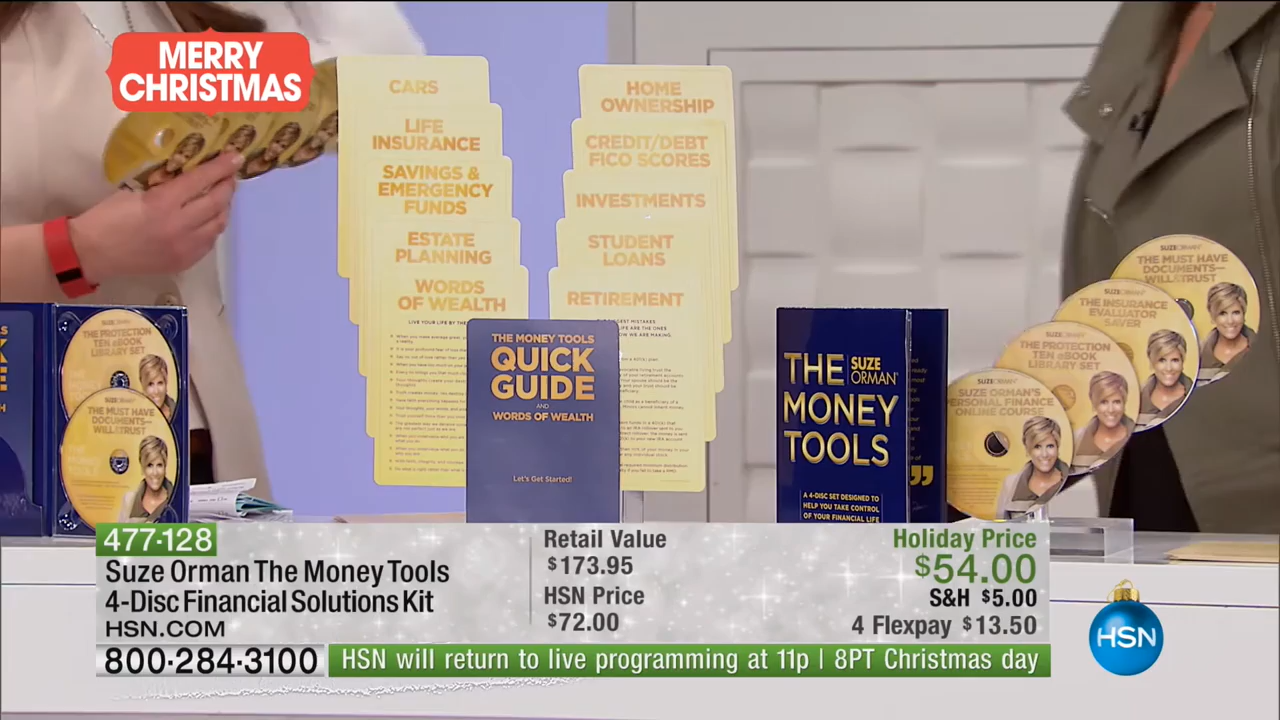 MERRY
CHRISTMAS
CARS
LIFE
INSURANCE
SAVINGS &
EMERGENCY
FUNDS
ESTATE
PLANNING
WORDS
OF WEALTH
LIVE YOUR LIFE BY THE
HOME
OWNERSHIP
CREDIT/DEBT
FICO SCORES
INVESTMENTS
STUDENT
LOANS
RETIREMENT
THE MONEY TOOLS
QUICK
GUIDE
AND
WORDS OF WEALTH
Let's Get Started!
SUZE ORMAN
THE PROTECTION
TEN eBOOK
LIBRARY SET
SUZE ORMAN
THE MUST HAVE
DOCUMENTS—
WILL&TRUST
THE SUZE
ORMAN
MONEY
TOOLS
A 4-DISC SET DESIGNED TO
HELP YOU TAKE CONTROL
OF YOUR FINANCIAL LIFE
SUZE ORMAN
THE MUST HAVE
DOCUMENTS—
WILL&TRUST
SUZE ORMAN
THE INSURANCE
EVALUATOR
SAVER
SUZE ORMAN
THE PROTECTION
TEN eBOOK
LIBRARY SET
SUZE ORMAN'S
PERSONAL FINANCE
ONLINE COURSE
477-128
Suze Orman The Money Tools
4-Disc Financial Solutions Kit
HSN.COM
Retail Value
$173.95
HSN Price
$72.00
Holiday Price
$54.00
S&H $5.00
4 Flexpay $13.50
HSN
800-284-3100
HSN will return to live programming at 11p | 8PT Christmas day